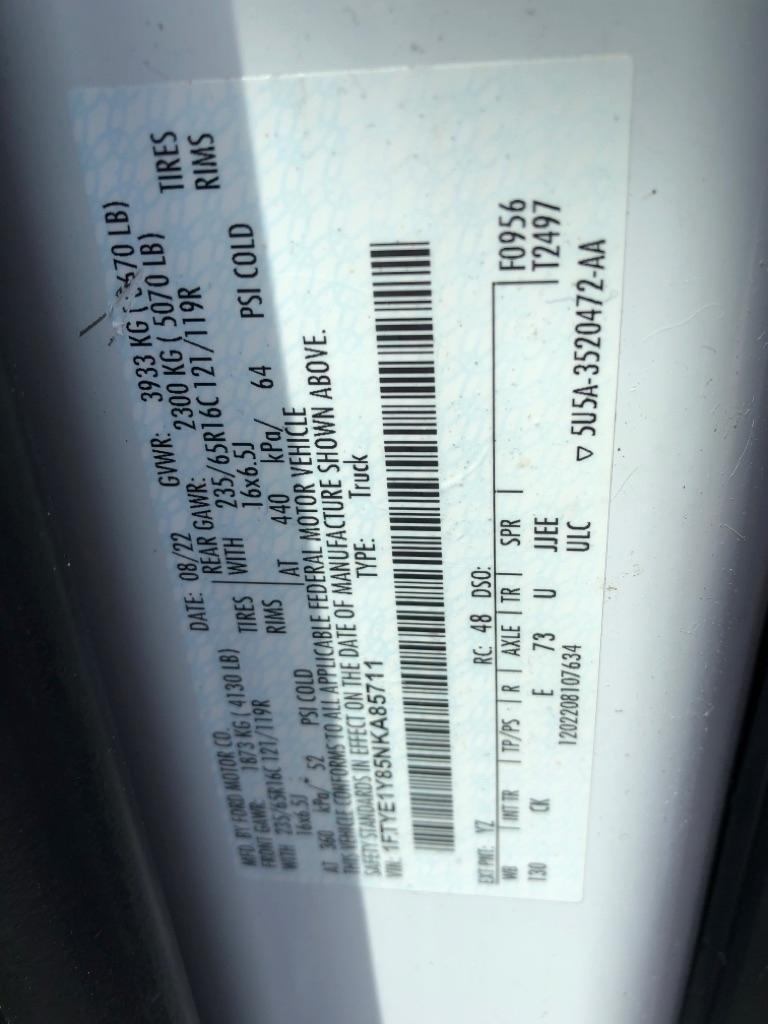 MFD. BY FORD MOTOR CO. DATE: 08/22 GVWR: 3933 KG ( 670 LB)
FRONT GAWR: 1873 KG ( 4130 LB) REAR GAWR: 2300 KG ( 5070 LB)
WITH 235/65R16C 121/119R TIRES WITH 235/65R16C 121/119R TIRES
16x6.5J RIMS 16x6.5J RIMS
AT 360 kPa/ 52 PSI COLD AT 440 kPa/ 64 PSI COLD
THIS VEHICLE CONFORMS TO ALL APPLICABLE FEDERAL MOTOR VEHICLE
SAFETY STANDARDS IN EFFECT ON THE DATE OF MANUFACTURE SHOWN ABOVE.
VIN: 1FTYE1Y85NKA85711 TYPE: Truck
EXT PNT: YZ RC: 48 DSO:
WB INT TR TP/PS R AXLE TR SPR F0956
130 CK E 73 U JJEE T2497
ULC
1202208107634
▽ 5U5A-3520472-AA